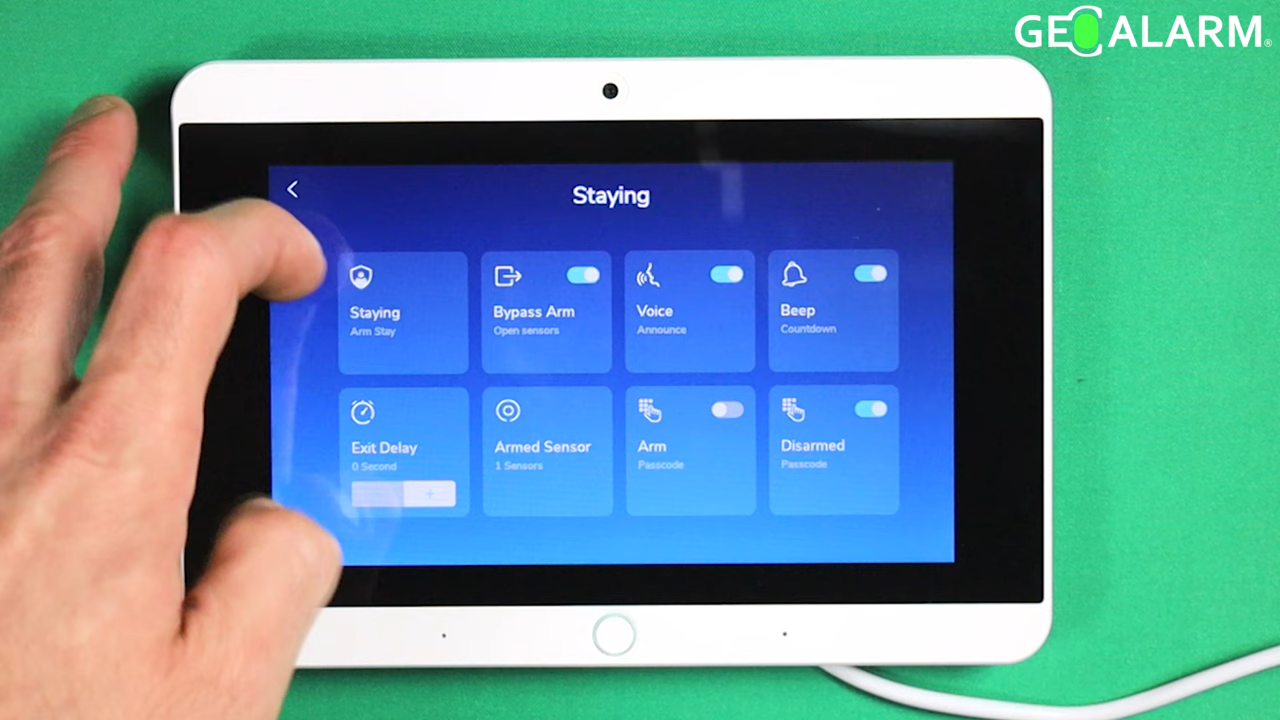 GEOALARM®
Staying
Staying
Arm Stay
Bypass Arm
Open sensors
Voice
Announce
Beep
Countdown
Exit Delay
0 Second
+
Armed Sensor
1 Sensors
Arm
Passcode
Disarmed
Passcode